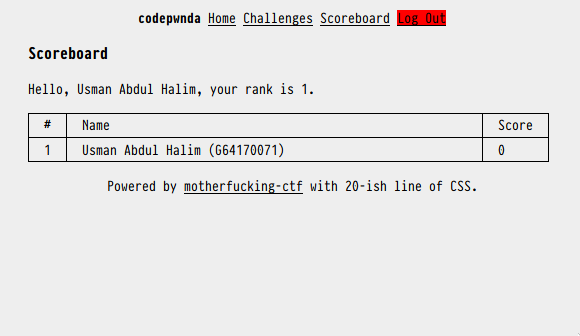 codepwnda Home Challenges Scoreboard Log Out
Scoreboard
Hello, Usman Abdul Halim, your rank is 1.
# Name Score
1 Usman Abdul Halim (G64170071) 0
Powered by motherfucking-ctf with 20-ish line of CSS.